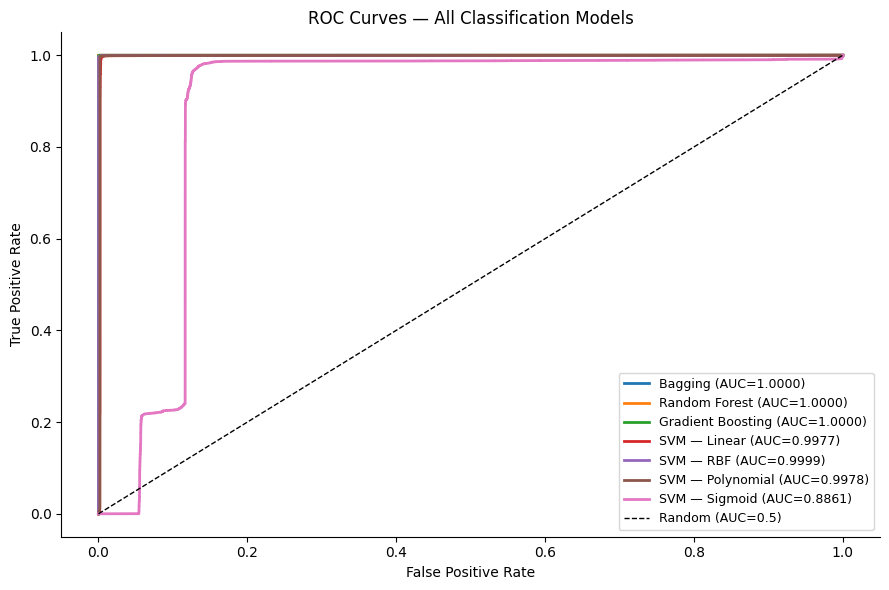 ROC Curves — All Classification Models
True Positive Rate
1.0
0.8
0.6
0.4
0.2
0.0
0.0 0.2 0.4 0.6 0.8 1.0
False Positive Rate
Bagging (AUC=1.0000)
Random Forest (AUC=1.0000)
Gradient Boosting (AUC=1.0000)
SVM — Linear (AUC=0.9977)
SVM — RBF (AUC=0.9999)
SVM — Polynomial (AUC=0.9978)
SVM — Sigmoid (AUC=0.8861)
Random (AUC=0.5)